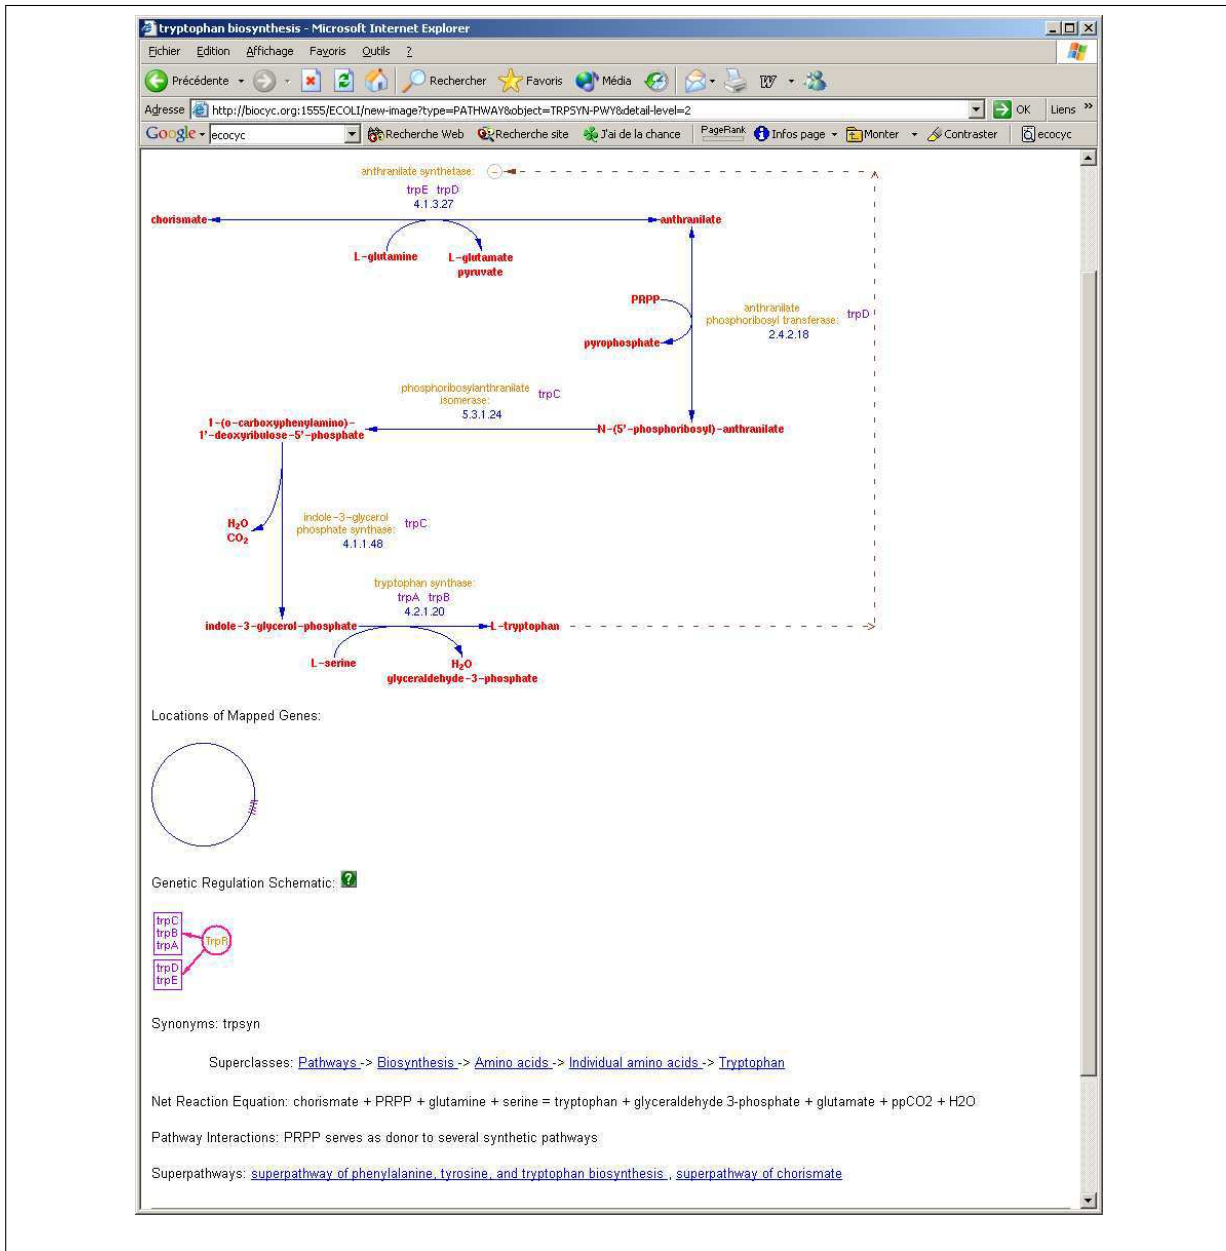 tryptophan biosynthesis - Microsoft Internet Explorer
Fichier Edition Affichage Favoris Outils ?
Précédente Rechercher Favoris Média
Adresse http://biocyc.org:1555/ECOLI/new-image?type=PATHWAY&object=TRPSYN-PWY&detail-level=2 OK Liens »
Google ecocyc Recherche Web Recherche site J'ai de la chance PageRank Infos page Monter Contraster ecocyc
anthranilate synthetase: -
trpE trpD
4.1.3.27
chorismate anthranilate
L-glutamine L-glutamate
pyruvate
PRPP
anthranilate
phosphoribosyl transferase: trpD
2.4.2.18
pyrophosphate
phosphoribosylanthranilate
isomerase: trpC
5.3.1.24
1-(o-carboxyphenylamino)-
1'-deoxyribulose-5'-phosphate
N-(5'-phosphoribosyl)-anthranilate
H2O
CO2
indole-3-glycerol
phosphate synthase: trpC
4.1.1.48
tryptophan synthase:
trpA trpB
4.2.1.20
indole-3-glycerol-phosphate L-tryptophan
L-serine H2O
glyceraldehyde-3-phosphate
Locations of Mapped Genes:
Genetic Regulation Schematic: ?
trpC
trpB
trpA
TrpR
trpD
trpE
Synonyms: trpsyn
Superclasses: Pathways -> Biosynthesis -> Amino acids -> Individual amino acids -> Tryptophan
Net Reaction Equation: chorismate + PRPP + glutamine + serine = tryptophan + glyceraldehyde 3-phosphate + glutamate + ppCO2 + H2O
Pathway Interactions: PRPP serves as donor to several synthetic pathways
Superpathways: superpathway of phenylalanine, tyrosine, and tryptophan biosynthesis , superpathway of chorismate